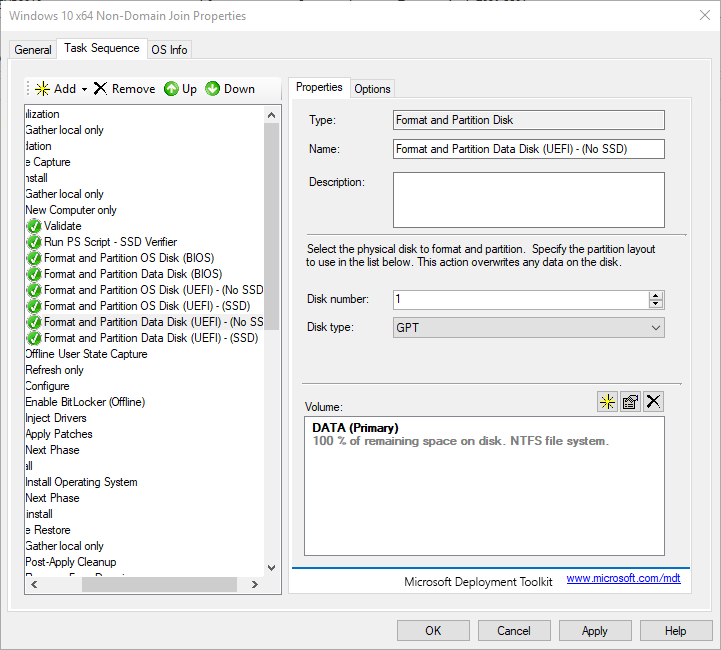 Windows 10 x64 Non-Domain Join Properties
General
Task Sequence
OS Info
Add
Remove
Up
Down
lization
Gather local only
dation
e Capture
nstall
Gather local only
New Computer only
Validate
Run PS Script - SSD Verifier
Format and Partition OS Disk (BIOS)
Format and Partition Data Disk (BIOS)
Format and Partition OS Disk (UEFI) - (No SSD
Format and Partition OS Disk (UEFI) - (SSD)
Format and Partition Data Disk (UEFI) - (No SS
Format and Partition Data Disk (UEFI) - (SSD)
Offline User State Capture
Refresh only
Configure
Enable BitLocker (Offline)
Inject Drivers
Apply Patches
Next Phase
all
Install Operating System
Next Phase
install
e Restore
Gather local only
Post-Apply Cleanup
Properties
Options
Type:
Format and Partition Disk
Name:
Format and Partition Data Disk (UEFI) - (No SSD)
Description:
Select the physical disk to format and partition. Specify the partition layout
to use in the list below. This action overwrites any data on the disk.
Disk number:
1
Disk type:
GPT
Volume:
DATA (Primary)
100 % of remaining space on disk. NTFS file system.
Microsoft Deployment Toolkit
www.microsoft.com/mdt
OK
Cancel
Apply
Help